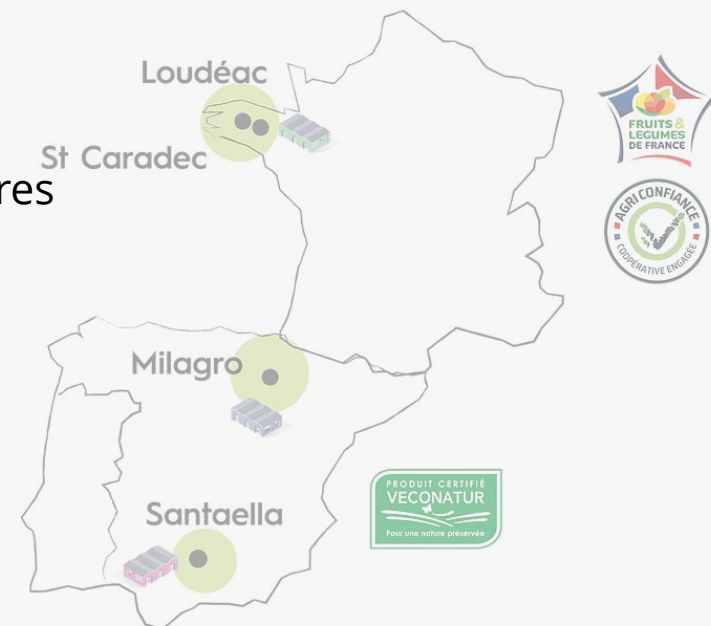 Loudéac
St Caradec
res
Milagro
Santaella
FRUITS &
LEGUMES
DE FRANCE
AGRI CONFIANCE
COOPÉRATIVE ENGAGÉE
PRODUIT CERTIFIÉ
VECONATUR
Pour une nature préservée